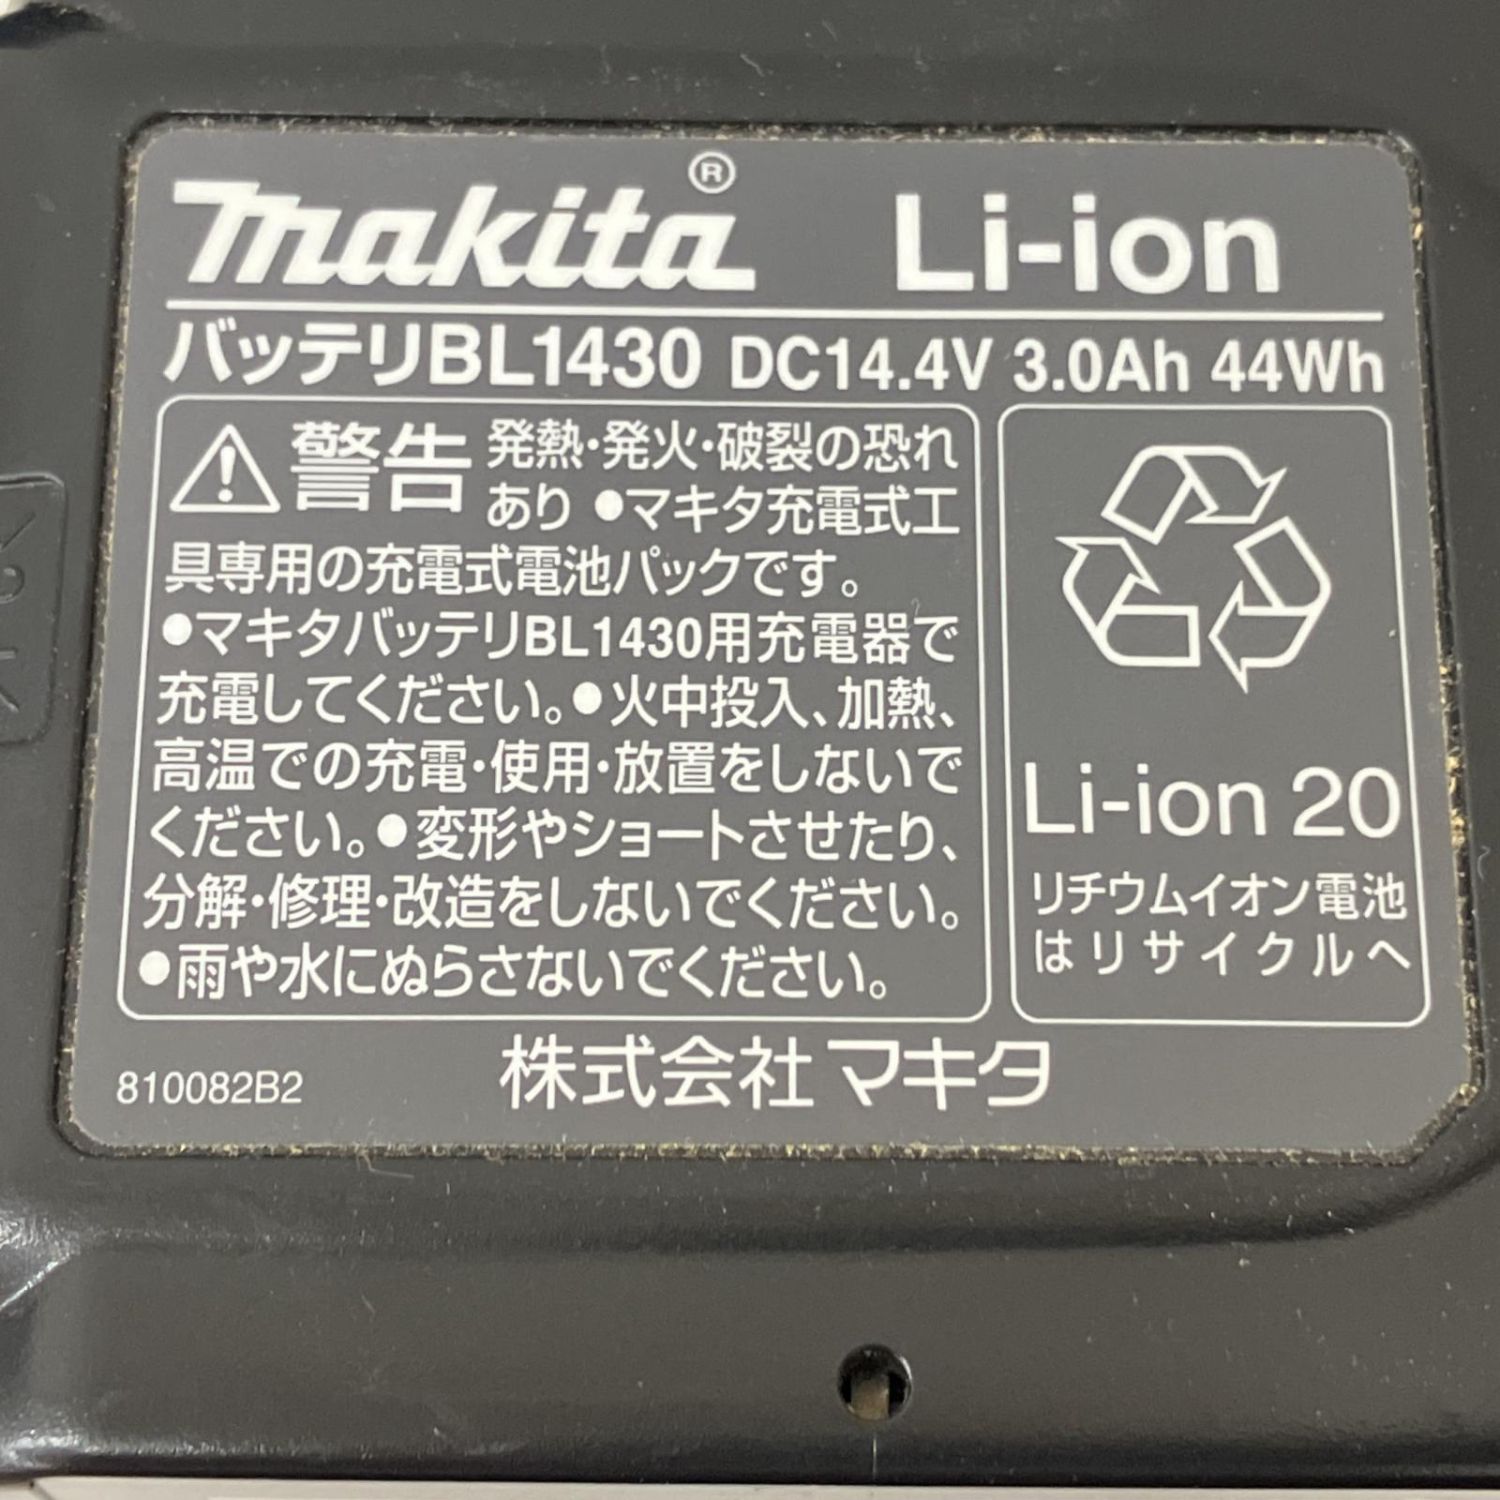 makita® Li-ion
バッテリBL1430 DC14.4V 3.0Ah 44Wh
警告 発熱・発火・破裂の恐れ
あり ●マキタ充電式工
具専用の充電式電池パックです。
●マキタバッテリBL1430用充電器で
充電してください。●火中投入、加熱、
高温での充電・使用・放置をしないで
ください。●変形やショートさせたり、
分解・修理・改造をしないでください。
●雨や水にぬらさないでください。
Li-ion 20
リチウムイオン電池
はリサイクルへ
810082B2 株式会社マキタ